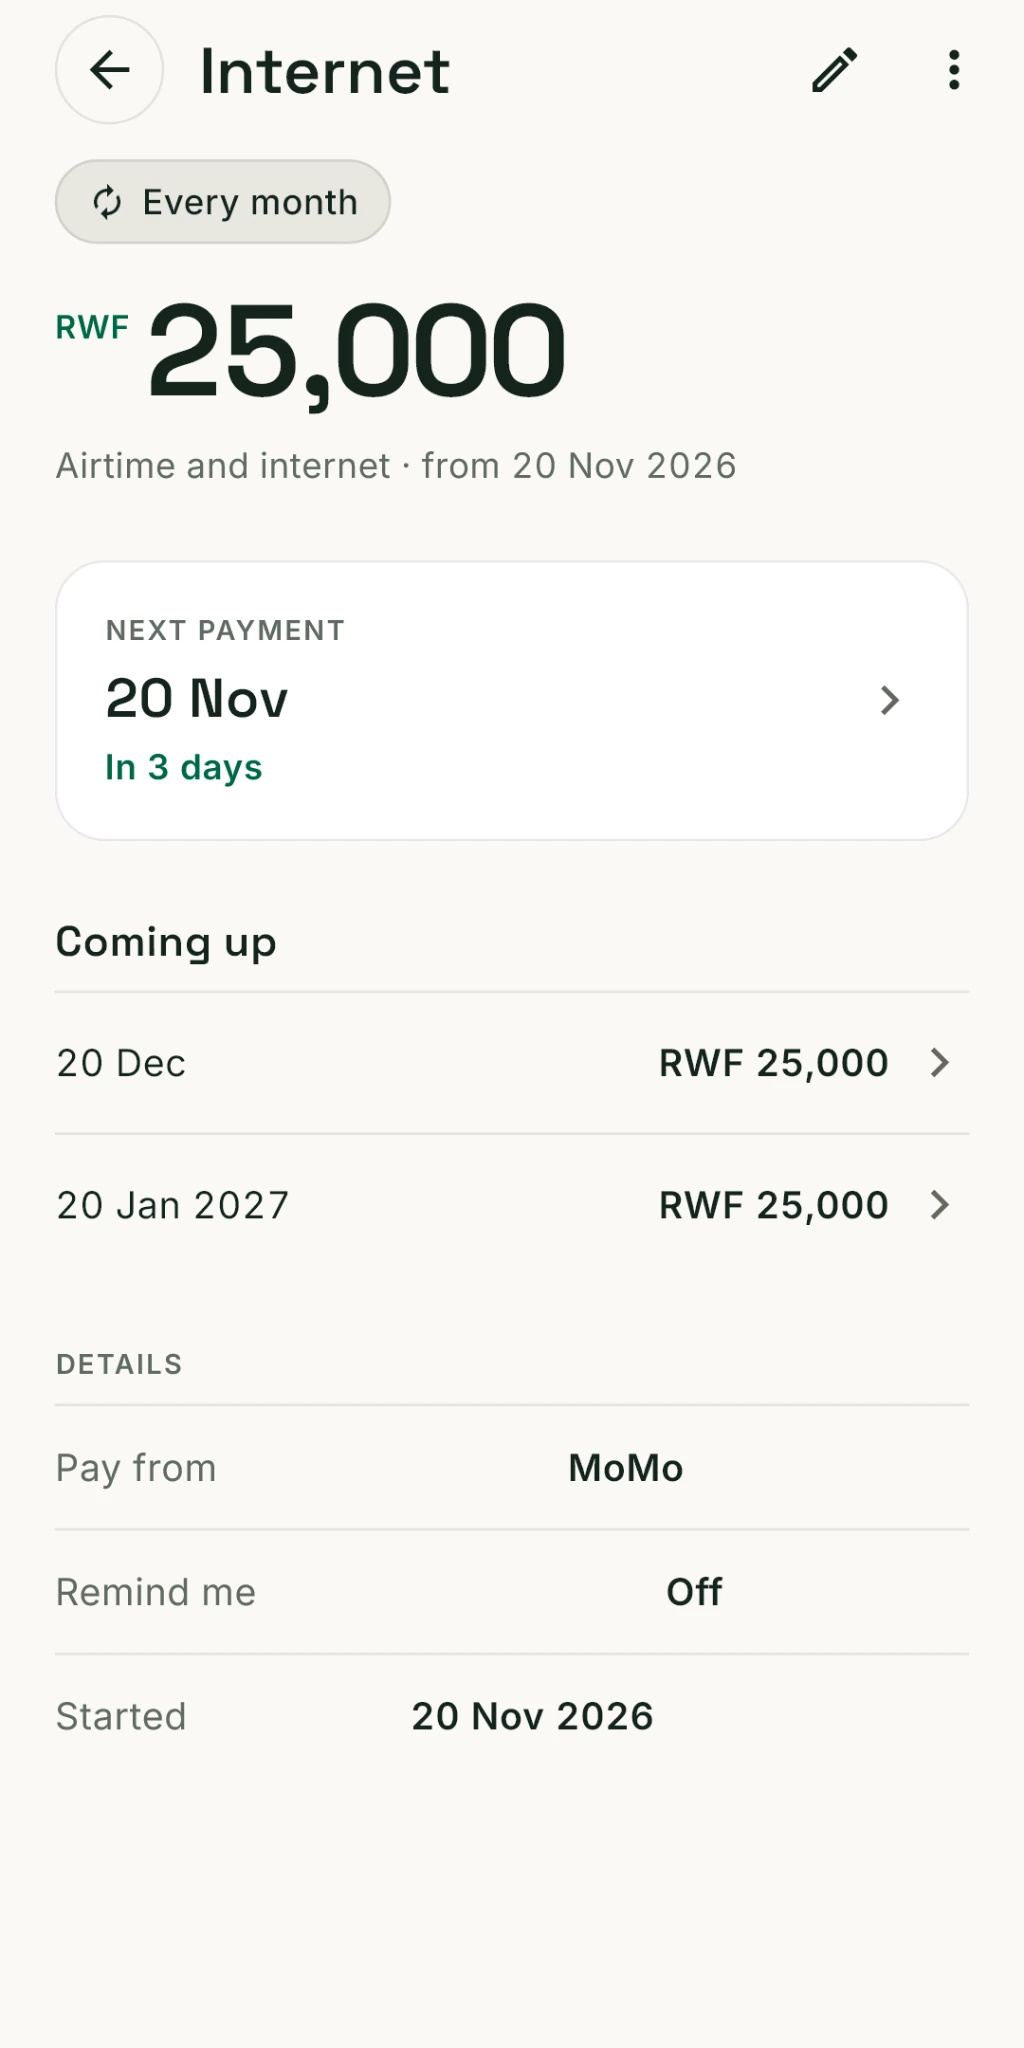 Internet
Every month
RWF 25,000
Airtime and internet · from 20 Nov 2026
NEXT PAYMENT
20 Nov
In 3 days
Coming up
20 Dec RWF 25,000
20 Jan 2027 RWF 25,000
DETAILS
Pay from MoMo
Remind me Off
Started 20 Nov 2026